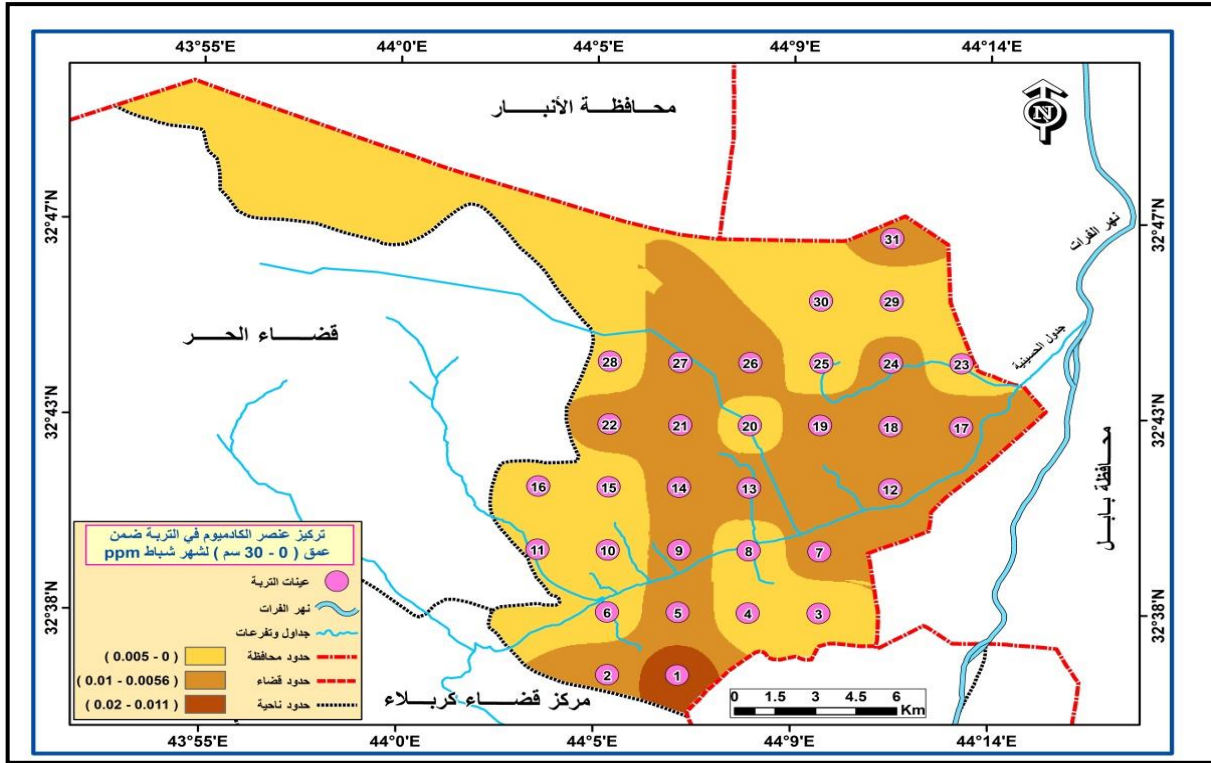 43°55'E 44°0'E 44°5'E 44°9'E 44°14'E
محافظة الأنبار
N
32°47'N 32°47'N
نهر الفرات
31
30 29
جدول الحسينية
قضاء الحر
28 27 26 25 24 23
32°43'N 32°43'N
22 21 20 19 18 17
محافظة بابل
16 15 14 13 12
11 10 9 8 7
32°38'N 32°38'N
6 5 4 3
2 1
مركز قضاء كربلاء
تركيز عنصر الكادميوم في التربة ضمن
عمق ( 0 - 30 سم ) لشهر شباط ppm
عينات التربة
نهر الفرات
جداول وتفرعات
حدود محافظة
( 0.005 - 0 )
حدود قضاء
( 0.01 - 0.0056 )
حدود ناحية
( 0.02 - 0.011 )
0 1.5 3 4.5 6
Km
43°55'E 44°0'E 44°5'E 44°9'E 44°14'E